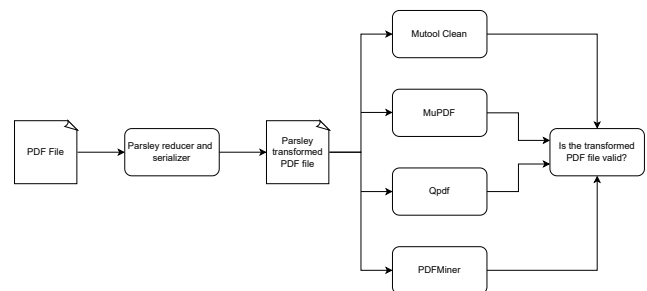 PDF File
Parsley reducer and
serializer
Parsley
transformed
PDF file
Mutool Clean
MuPDF
Qpdf
PDFMiner
Is the transformed
PDF file valid?